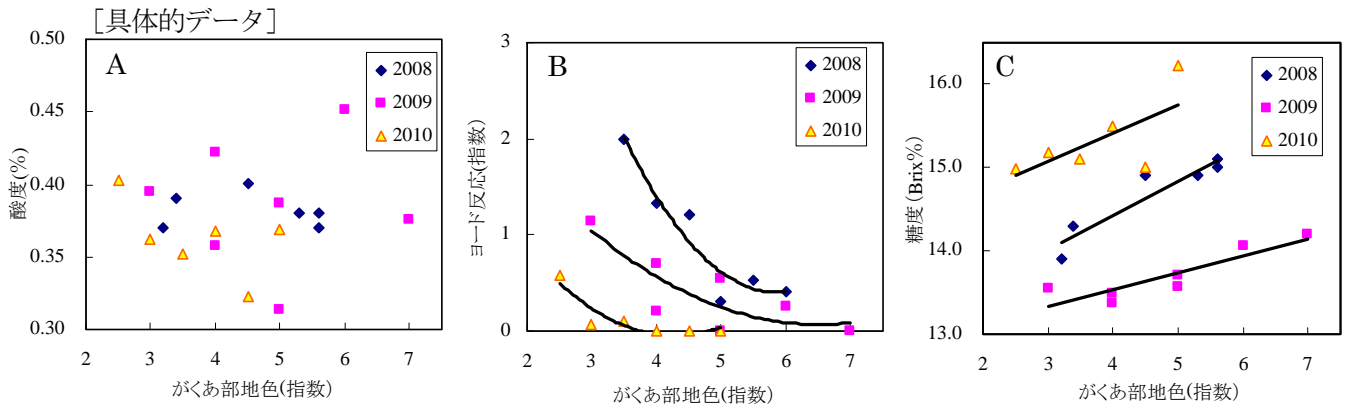 [具体的データ]
A
酸度(%)
0.50
0.45
0.40
0.35
0.30
2 3 4 5 6 7
がくあ部地色(指数)
2008
2009
2010
B
ヨード反応(指数)
3
2
1
0
2 3 4 5 6 7
がくあ部地色(指数)
2008
2009
2010
C
糖度(Brix%)
16.0
15.0
14.0
13.0
2 3 4 5 6 7
がくあ部地色(指数)
2008
2009
2010